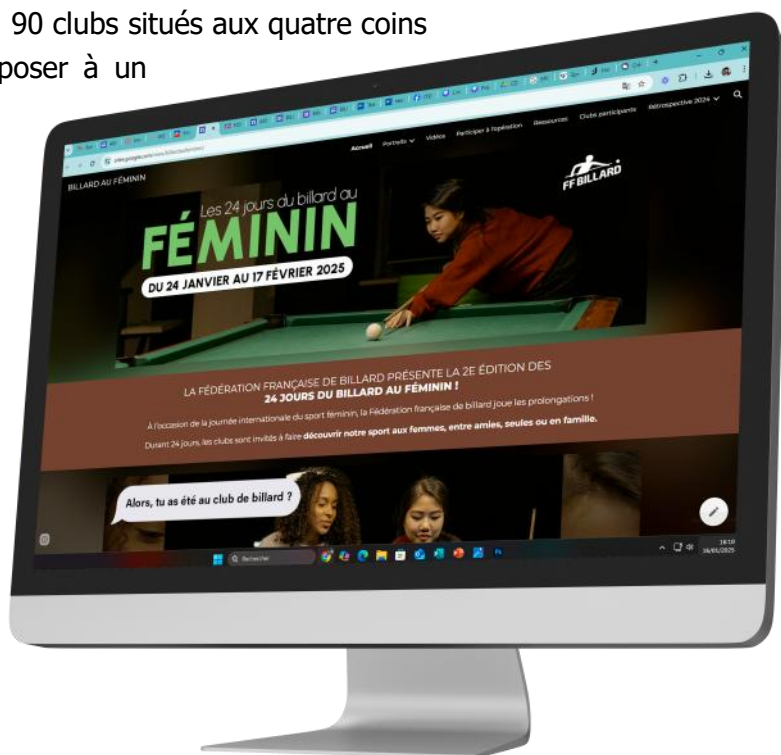 90 clubs situés aux quatre coins
poser à un
BILLARD AU FÉMININ
Accueil
Portraits
Vidéos
Participer à l'opération
Ressources
Clubs participants
Rétrospective 2024
Les 24 jours du billard au
FÉMININ
DU 24 JANVIER AU 17 FÉVRIER 2025
FF BILLARD
LA FÉDÉRATION FRANÇAISE DE BILLARD PRÉSENTE LA 2E ÉDITION DES
24 JOURS DU BILLARD AU FÉMININ !
À l'occasion de la journée internationale du sport féminin, la Fédération française de billard joue les prolongations !
Durant 24 jours, les clubs sont invités à faire découvrir notre sport aux femmes, entre amies, seules ou en famille.
Alors, tu as été au club de billard ?
Rechercher
16:10